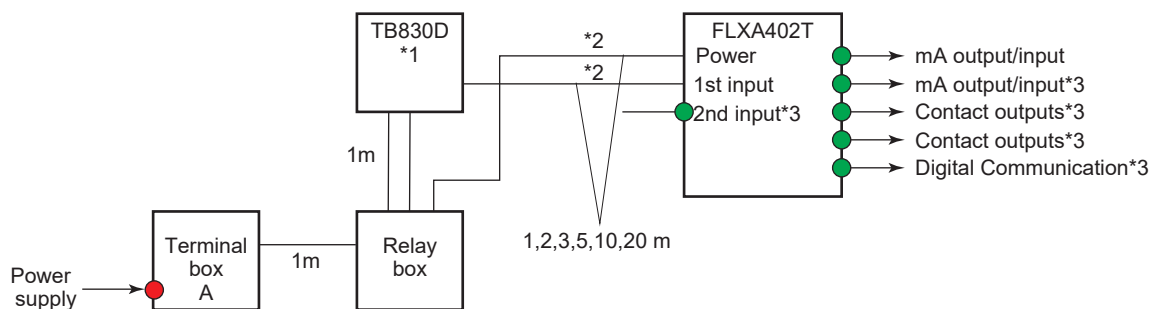 TB830D
*1
FLXA402T
*2
Power
mA output/input
*2
1st input
mA output/input*3
2nd input*3
Contact outputs*3
Contact outputs*3
Digital Communication*3
1m
1,2,3,5,10,20 m
Terminal
box
A
1m
Relay
box
Power
supply